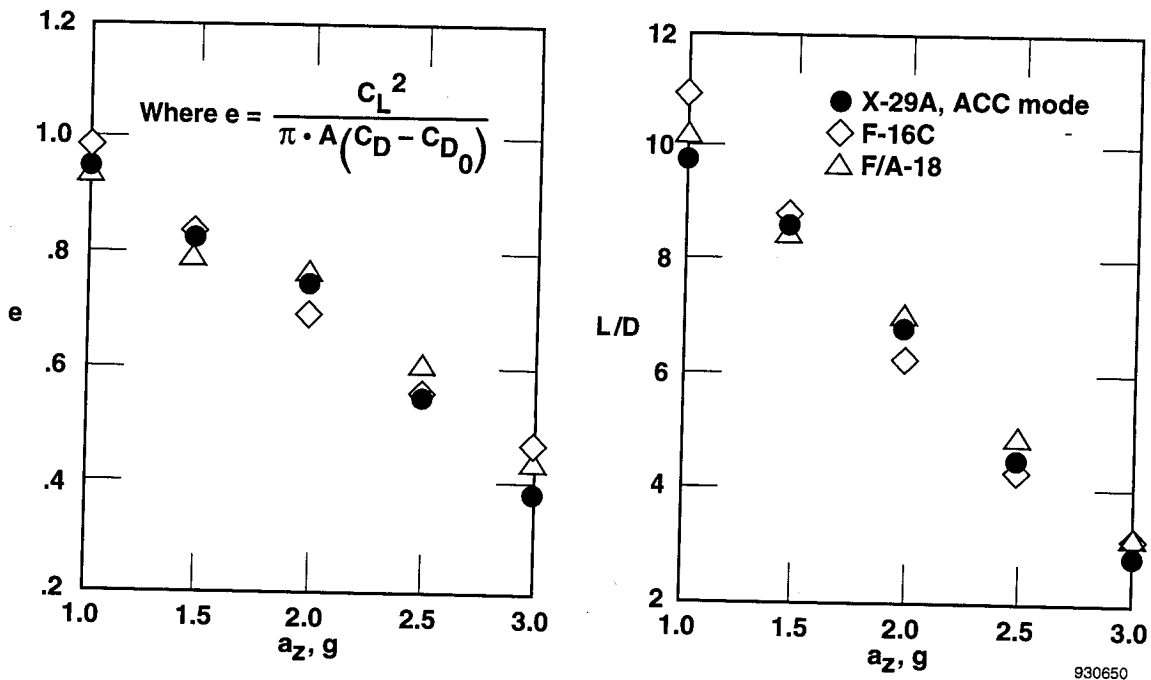 1.2
1.0
.8
.6
.4
.2
e
Where e = C_L^2 / π • A(C_D – C_D_0)
1.0 1.5 2.0 2.5 3.0
a_z, g
12
10
8
6
4
2
L/D
X-29A, ACC mode
F-16C
F/A-18
1.0 1.5 2.0 2.5 3.0
a_z, g
930650